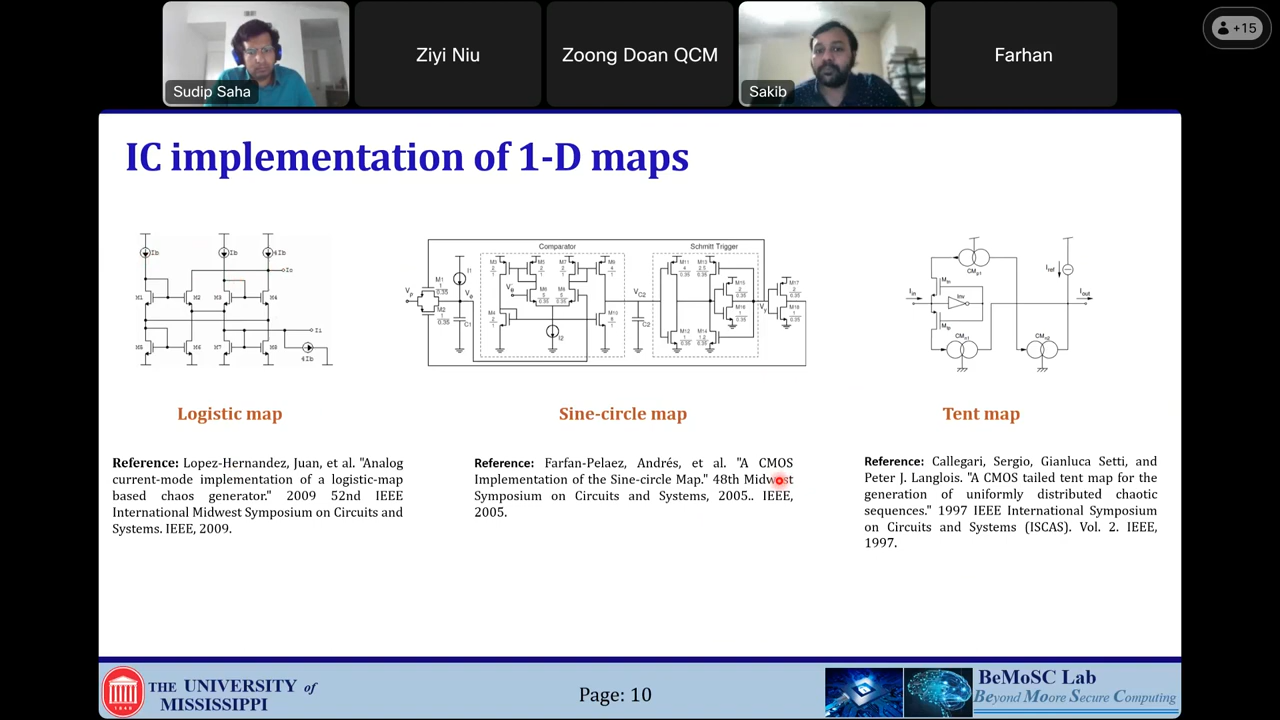 Sudip Saha
Ziyi Niu
Zoong Doan QCM
Sakib
Farhan
+15
IC implementation of 1-D maps
Comparator
Schmitt Trigger
Logistic map
Sine-circle map
Tent map
Reference: Lopez-Hernandez, Juan, et al. "Analog
current-mode implementation of a logistic-map
based chaos generator." 2009 52nd IEEE
International Midwest Symposium on Circuits and
Systems. IEEE, 2009.
Reference: Farfan-Pelaez, Andrés, et al. "A CMOS
Implementation of the Sine-circle Map." 48th Midwest
Symposium on Circuits and Systems, 2005.. IEEE,
2005.
Reference: Callegari, Sergio, Gianluca Setti, and
Peter J. Langlois. "A CMOS tailed tent map for the
generation of uniformly distributed chaotic
sequences." 1997 IEEE International Symposium
on Circuits and Systems (ISCAS). Vol. 2. IEEE,
1997.
THE UNIVERSITY of
MISSISSIPPI
Page: 10
BeMoSC Lab
Beyond Moore Secure Computing